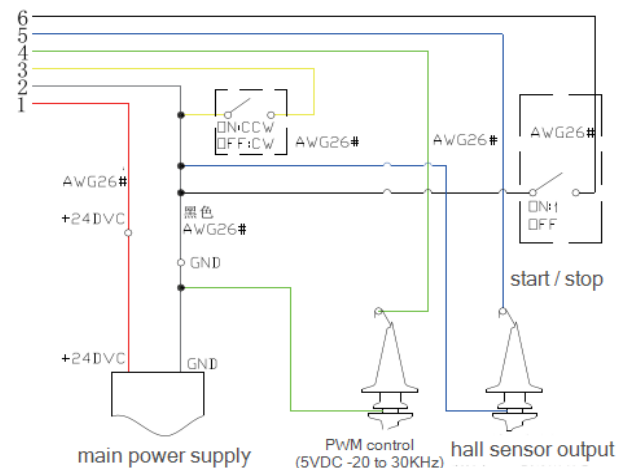 6
5
4
3
2
1
ON:CCW
OFF:CW
AWG26#
AWG26#
AWG26#
AWG26#
+24DVC
黑色
AWG26#
ON:1
OFF
GND
start / stop
+24DVC
GND
main power supply
PWM control
(5VDC -20 to 30KHz)
hall sensor output